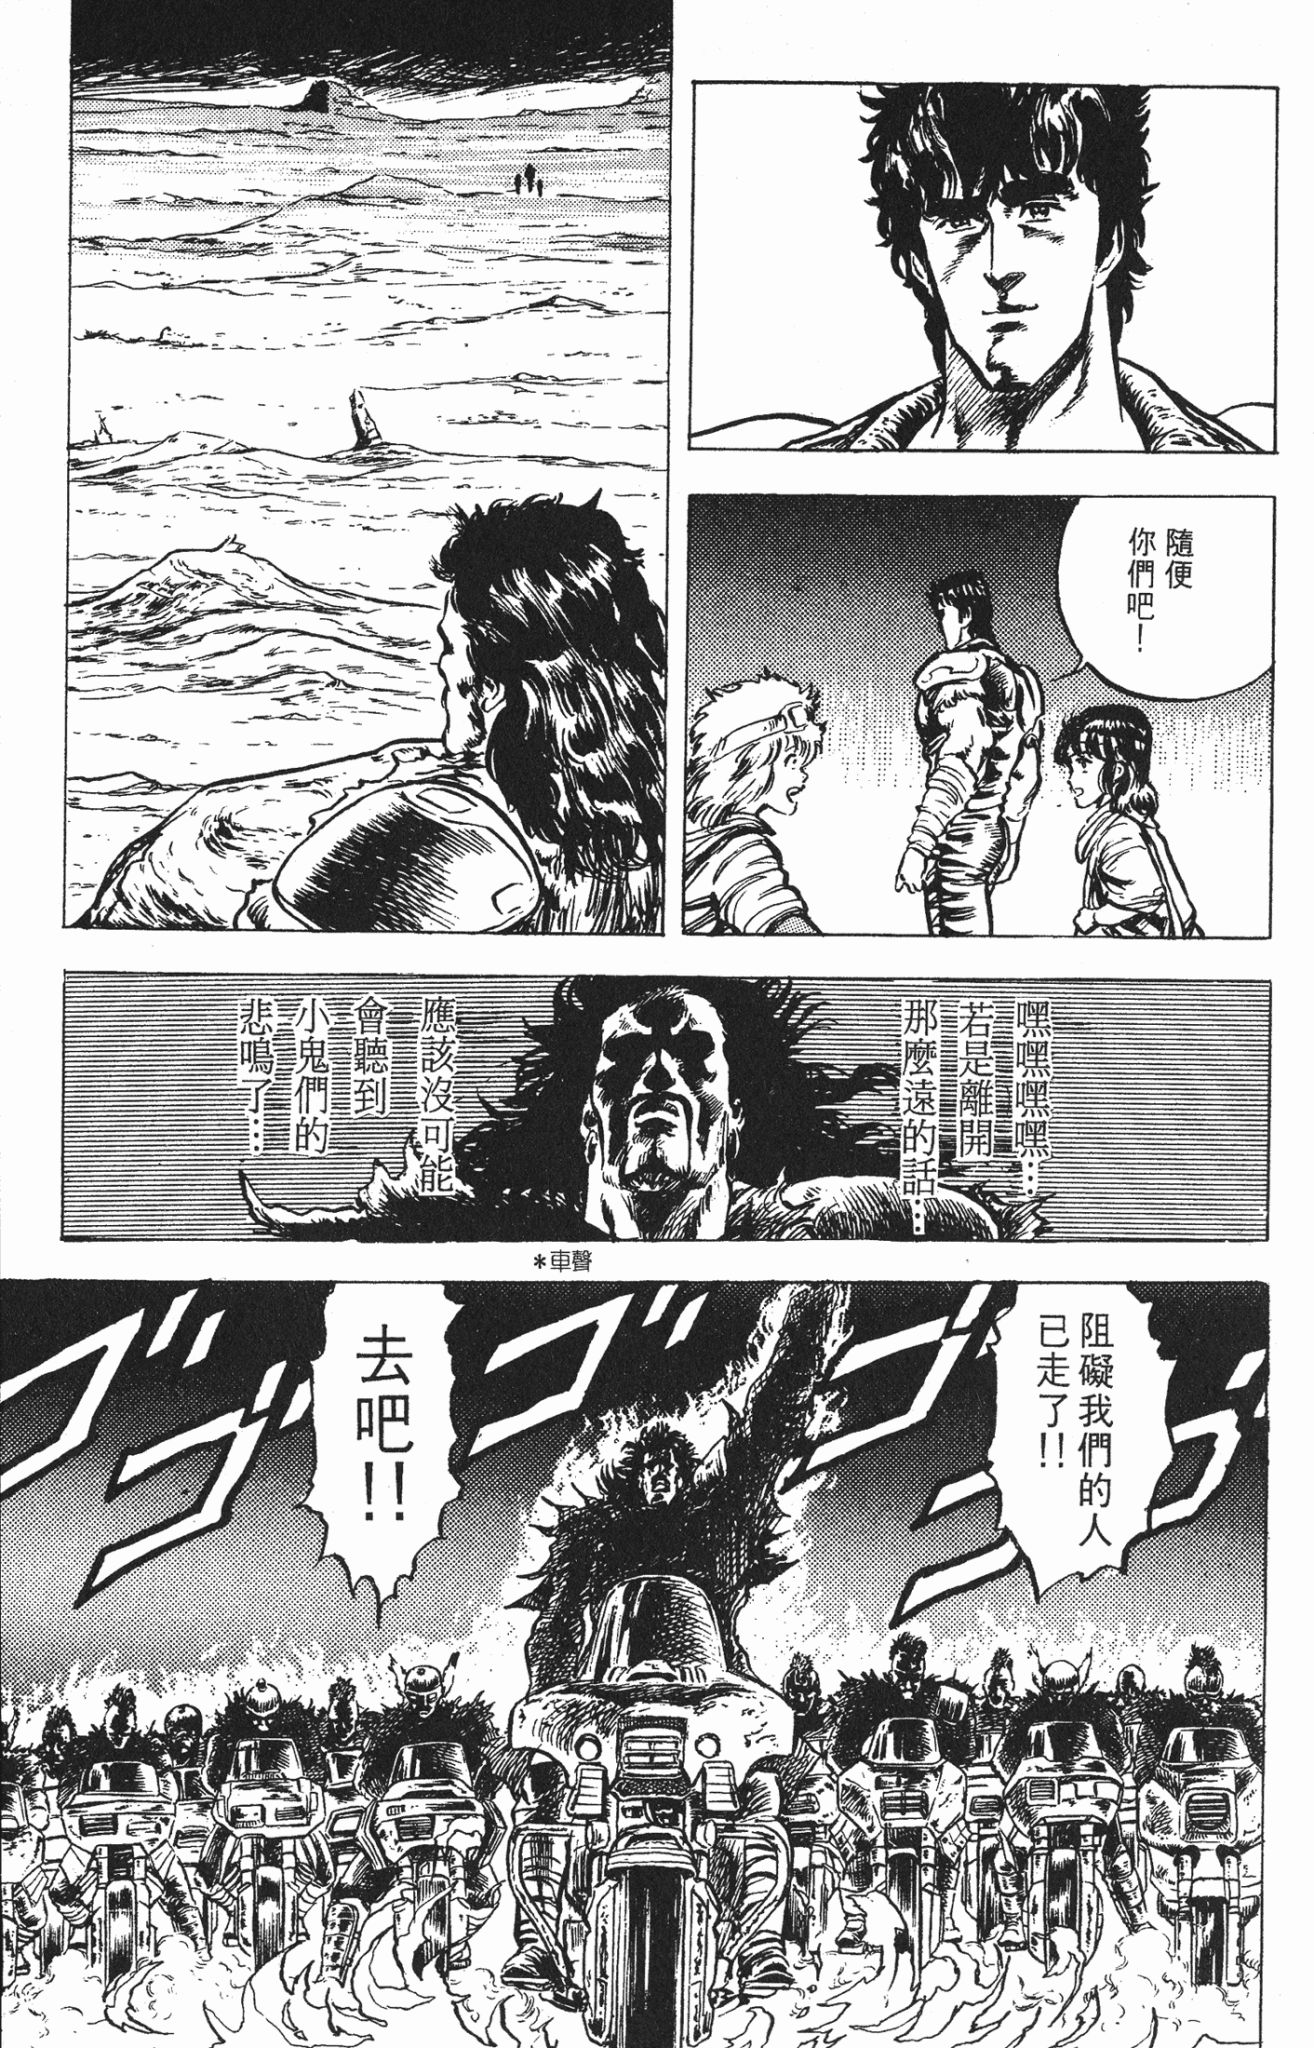 隨便
你們吧！
嘿嘿嘿嘿…
若是離開
那麼遠的話…
應該沒可能
會聽到
小鬼們的
悲鳴了…
＊車聲
阻礙我們的人
已走了!!
去吧!!
ゴゴゴゴゴゴ